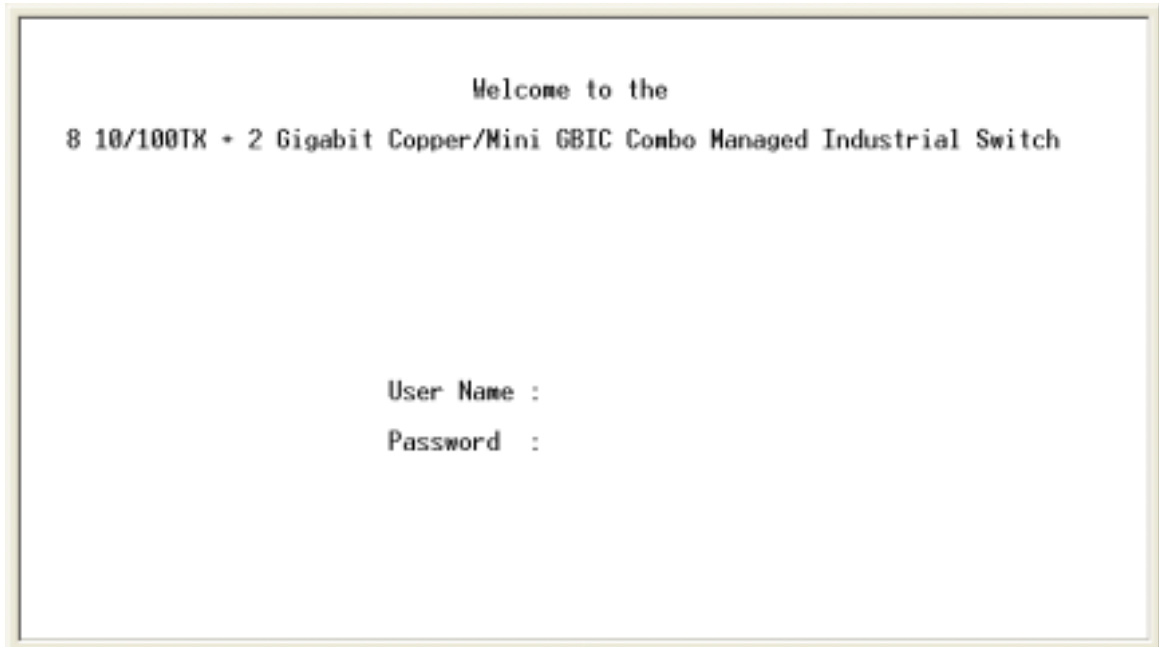 Welcome to the
8 10/100TX + 2 Gigabit Copper/Mini GBIC Combo Managed Industrial Switch
User Name :
Password :